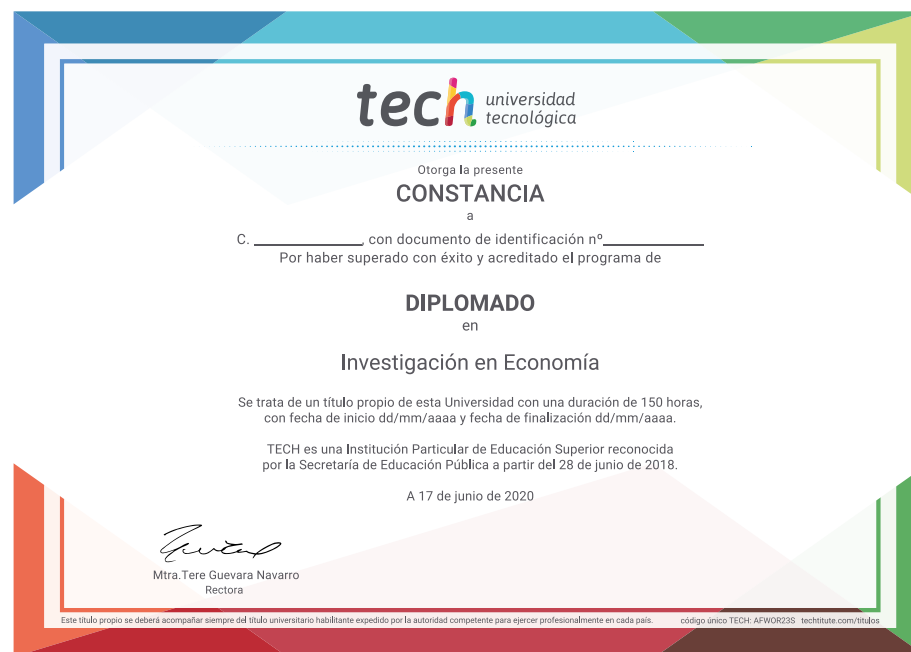 tech universidad
tecnológica
Otorga la presente
CONSTANCIA
a
C. ______________, con documento de identificación nº_____________
Por haber superado con éxito y acreditado el programa de
DIPLOMADO
en
Investigación en Economía
Se trata de un título propio de esta Universidad con una duración de 150 horas,
con fecha de inicio dd/mm/aaaa y fecha de finalización dd/mm/aaaa.
TECH es una Institución Particular de Educación Superior reconocida
por la Secretaría de Educación Pública a partir del 28 de junio de 2018.
A 17 de junio de 2020
Mtra.Tere Guevara Navarro
Rectora
Este título propio se deberá acompañar siempre del título universitario habilitante expedido por la autoridad competente para ejercer profesionalmente en cada país. código único TECH: AFWOR23S techtitute.com/titulos